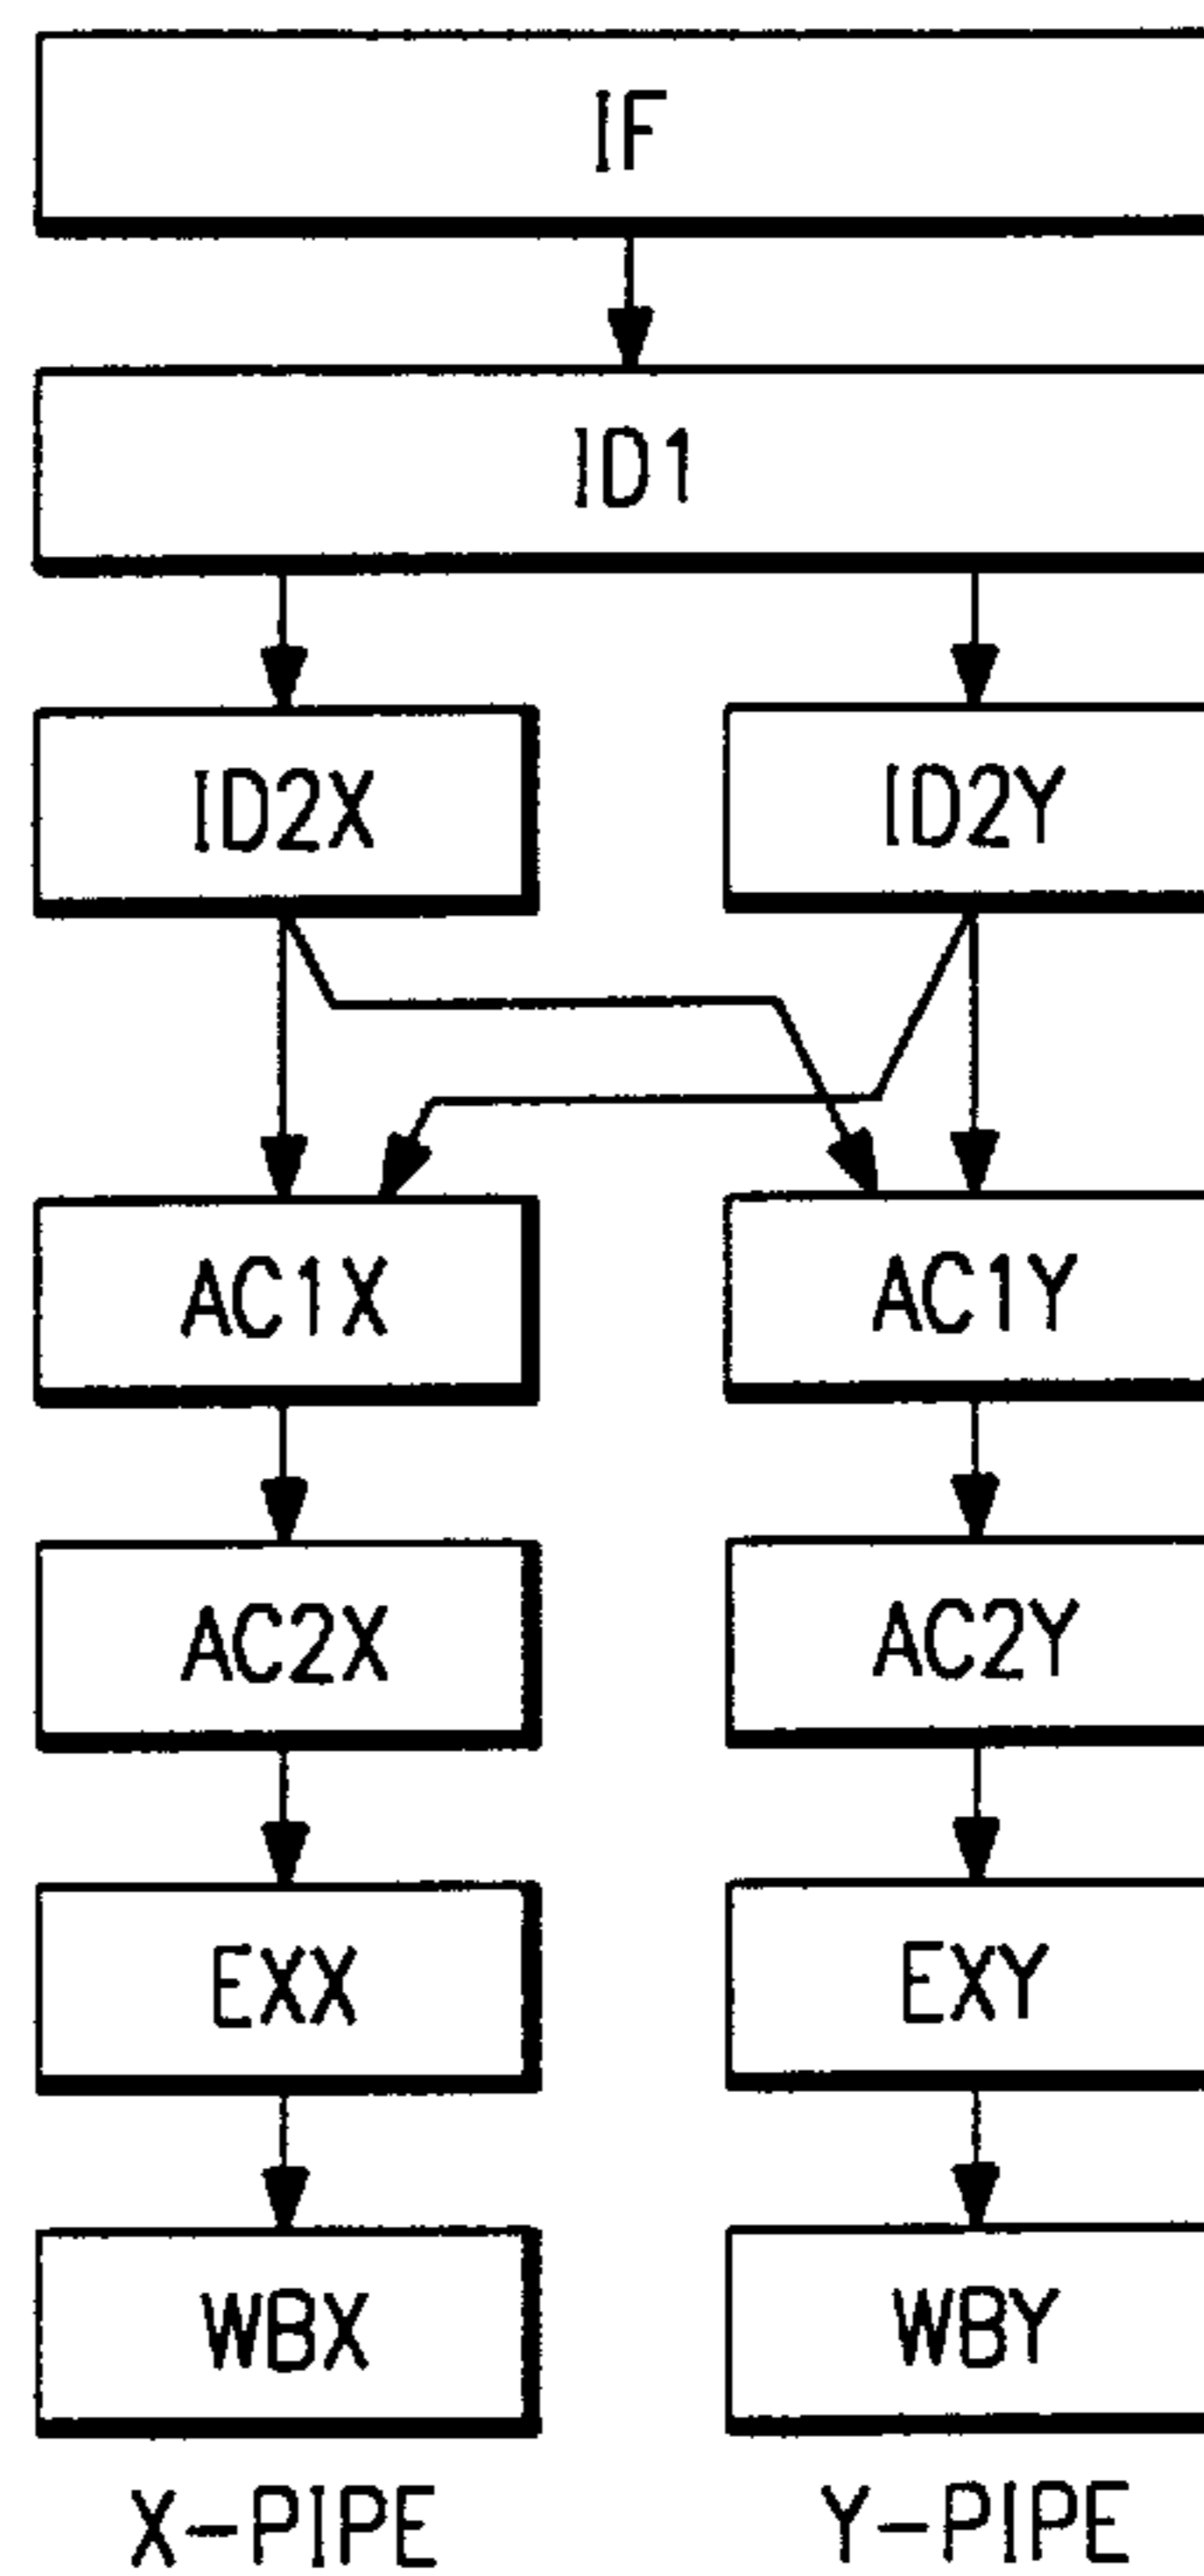 IF
ID1
ID2X ID2Y
AC1X AC1Y
AC2X AC2Y
EXX EXY
WBX WBY
X-PIPE Y-PIPE